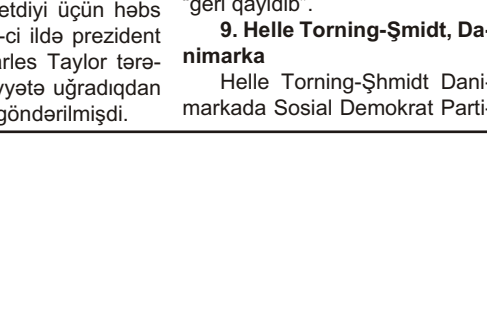 etdiyi üçün həbs
-ci ildə prezident
arles Taylor tərə-
yyətə uğradıqdan
göndərilmişdi.
"geri qayıdıb".
9. Helle Torning-Şmidt, Da-
nimarka
Helle Torning-Şhmidt Dani-
markada Sosial Demokrat Parti-